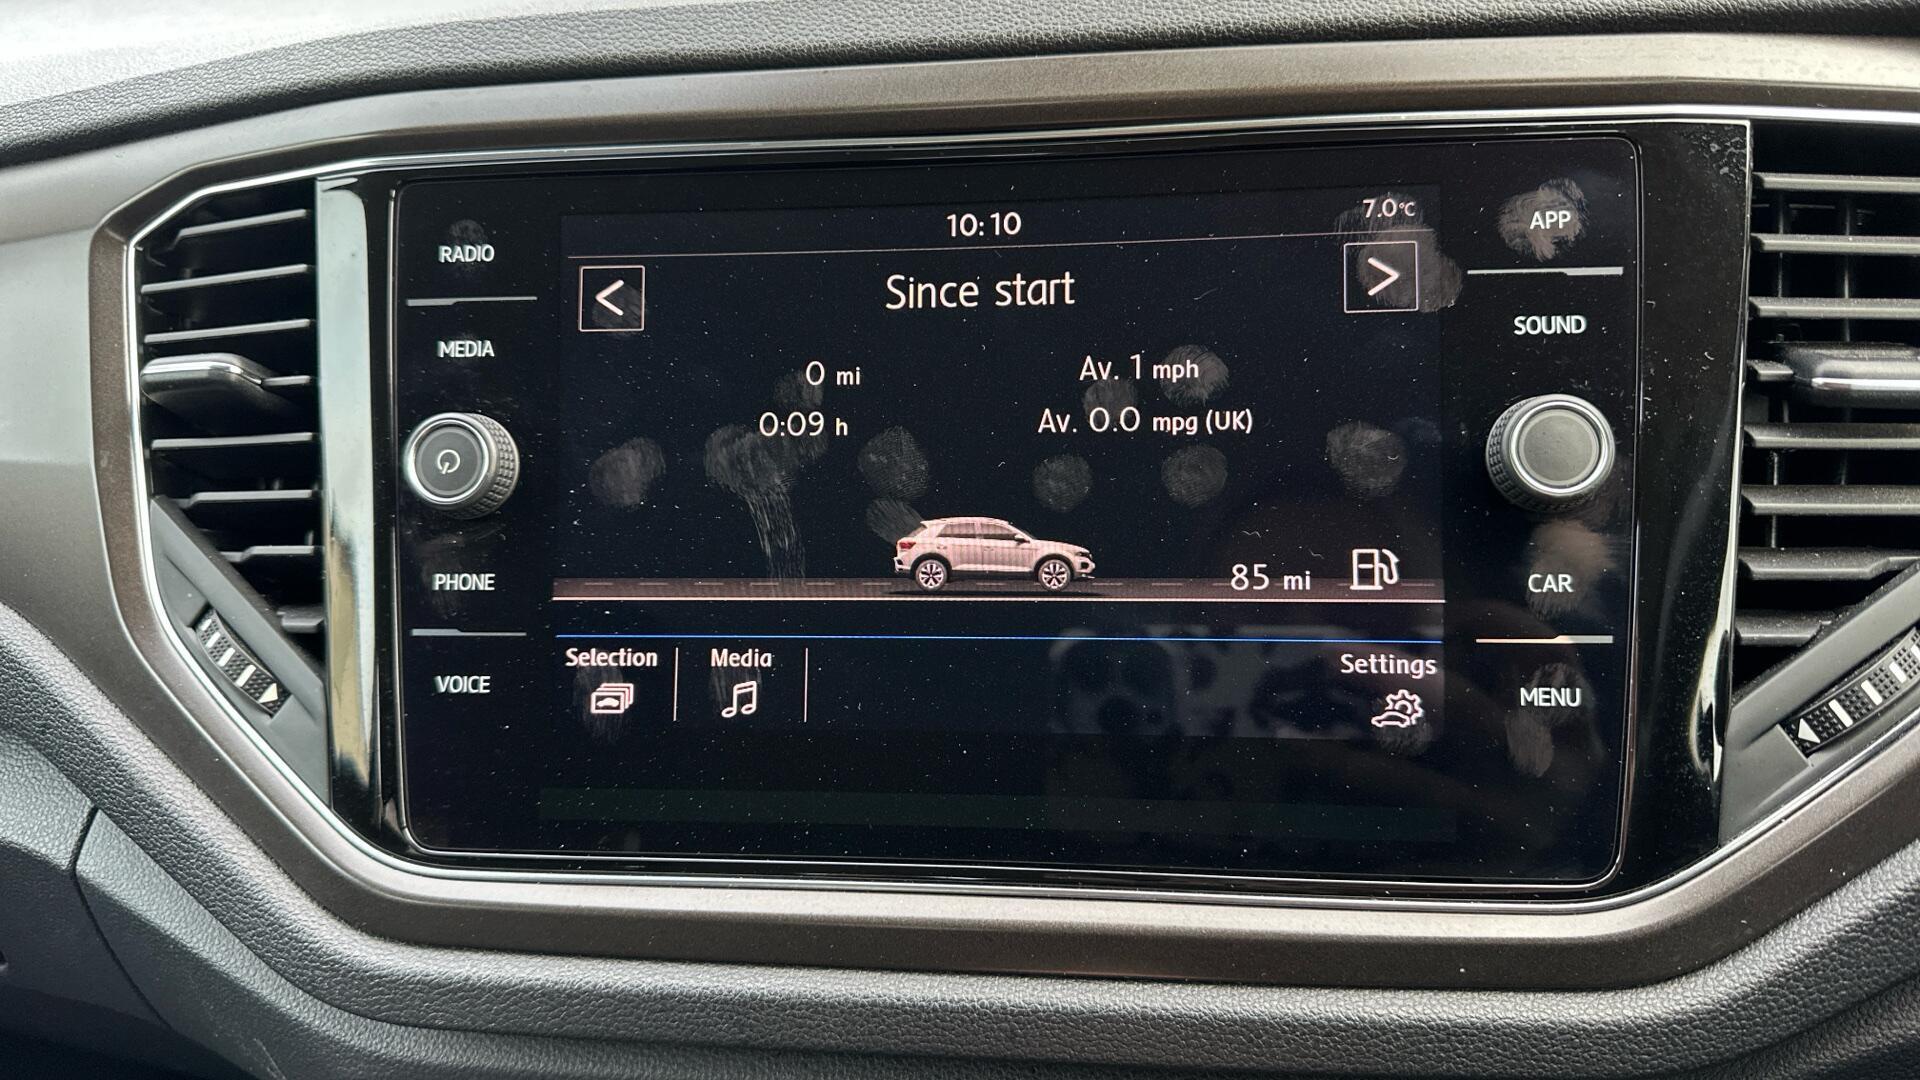 10:10
7.0°C
Since start
0 mi
Av. 1 mph
0:09 h
Av. 0.0 mpg (UK)
85 mi
Selection
Media
Settings
RADIO
MEDIA
PHONE
VOICE
APP
SOUND
CAR
MENU